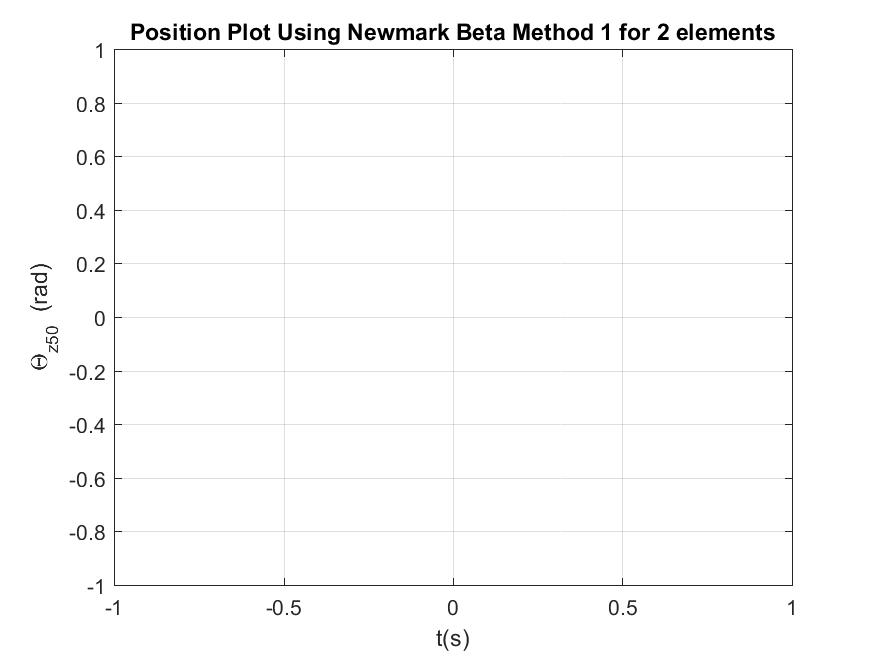 Position Plot Using Newmark Beta Method 1 for 2 elements
1
0.8
0.6
0.4
0.2
0
-0.2
-0.4
-0.6
-0.8
-1
Θz50 (rad)
-1 -0.5 0 0.5 1
t(s)